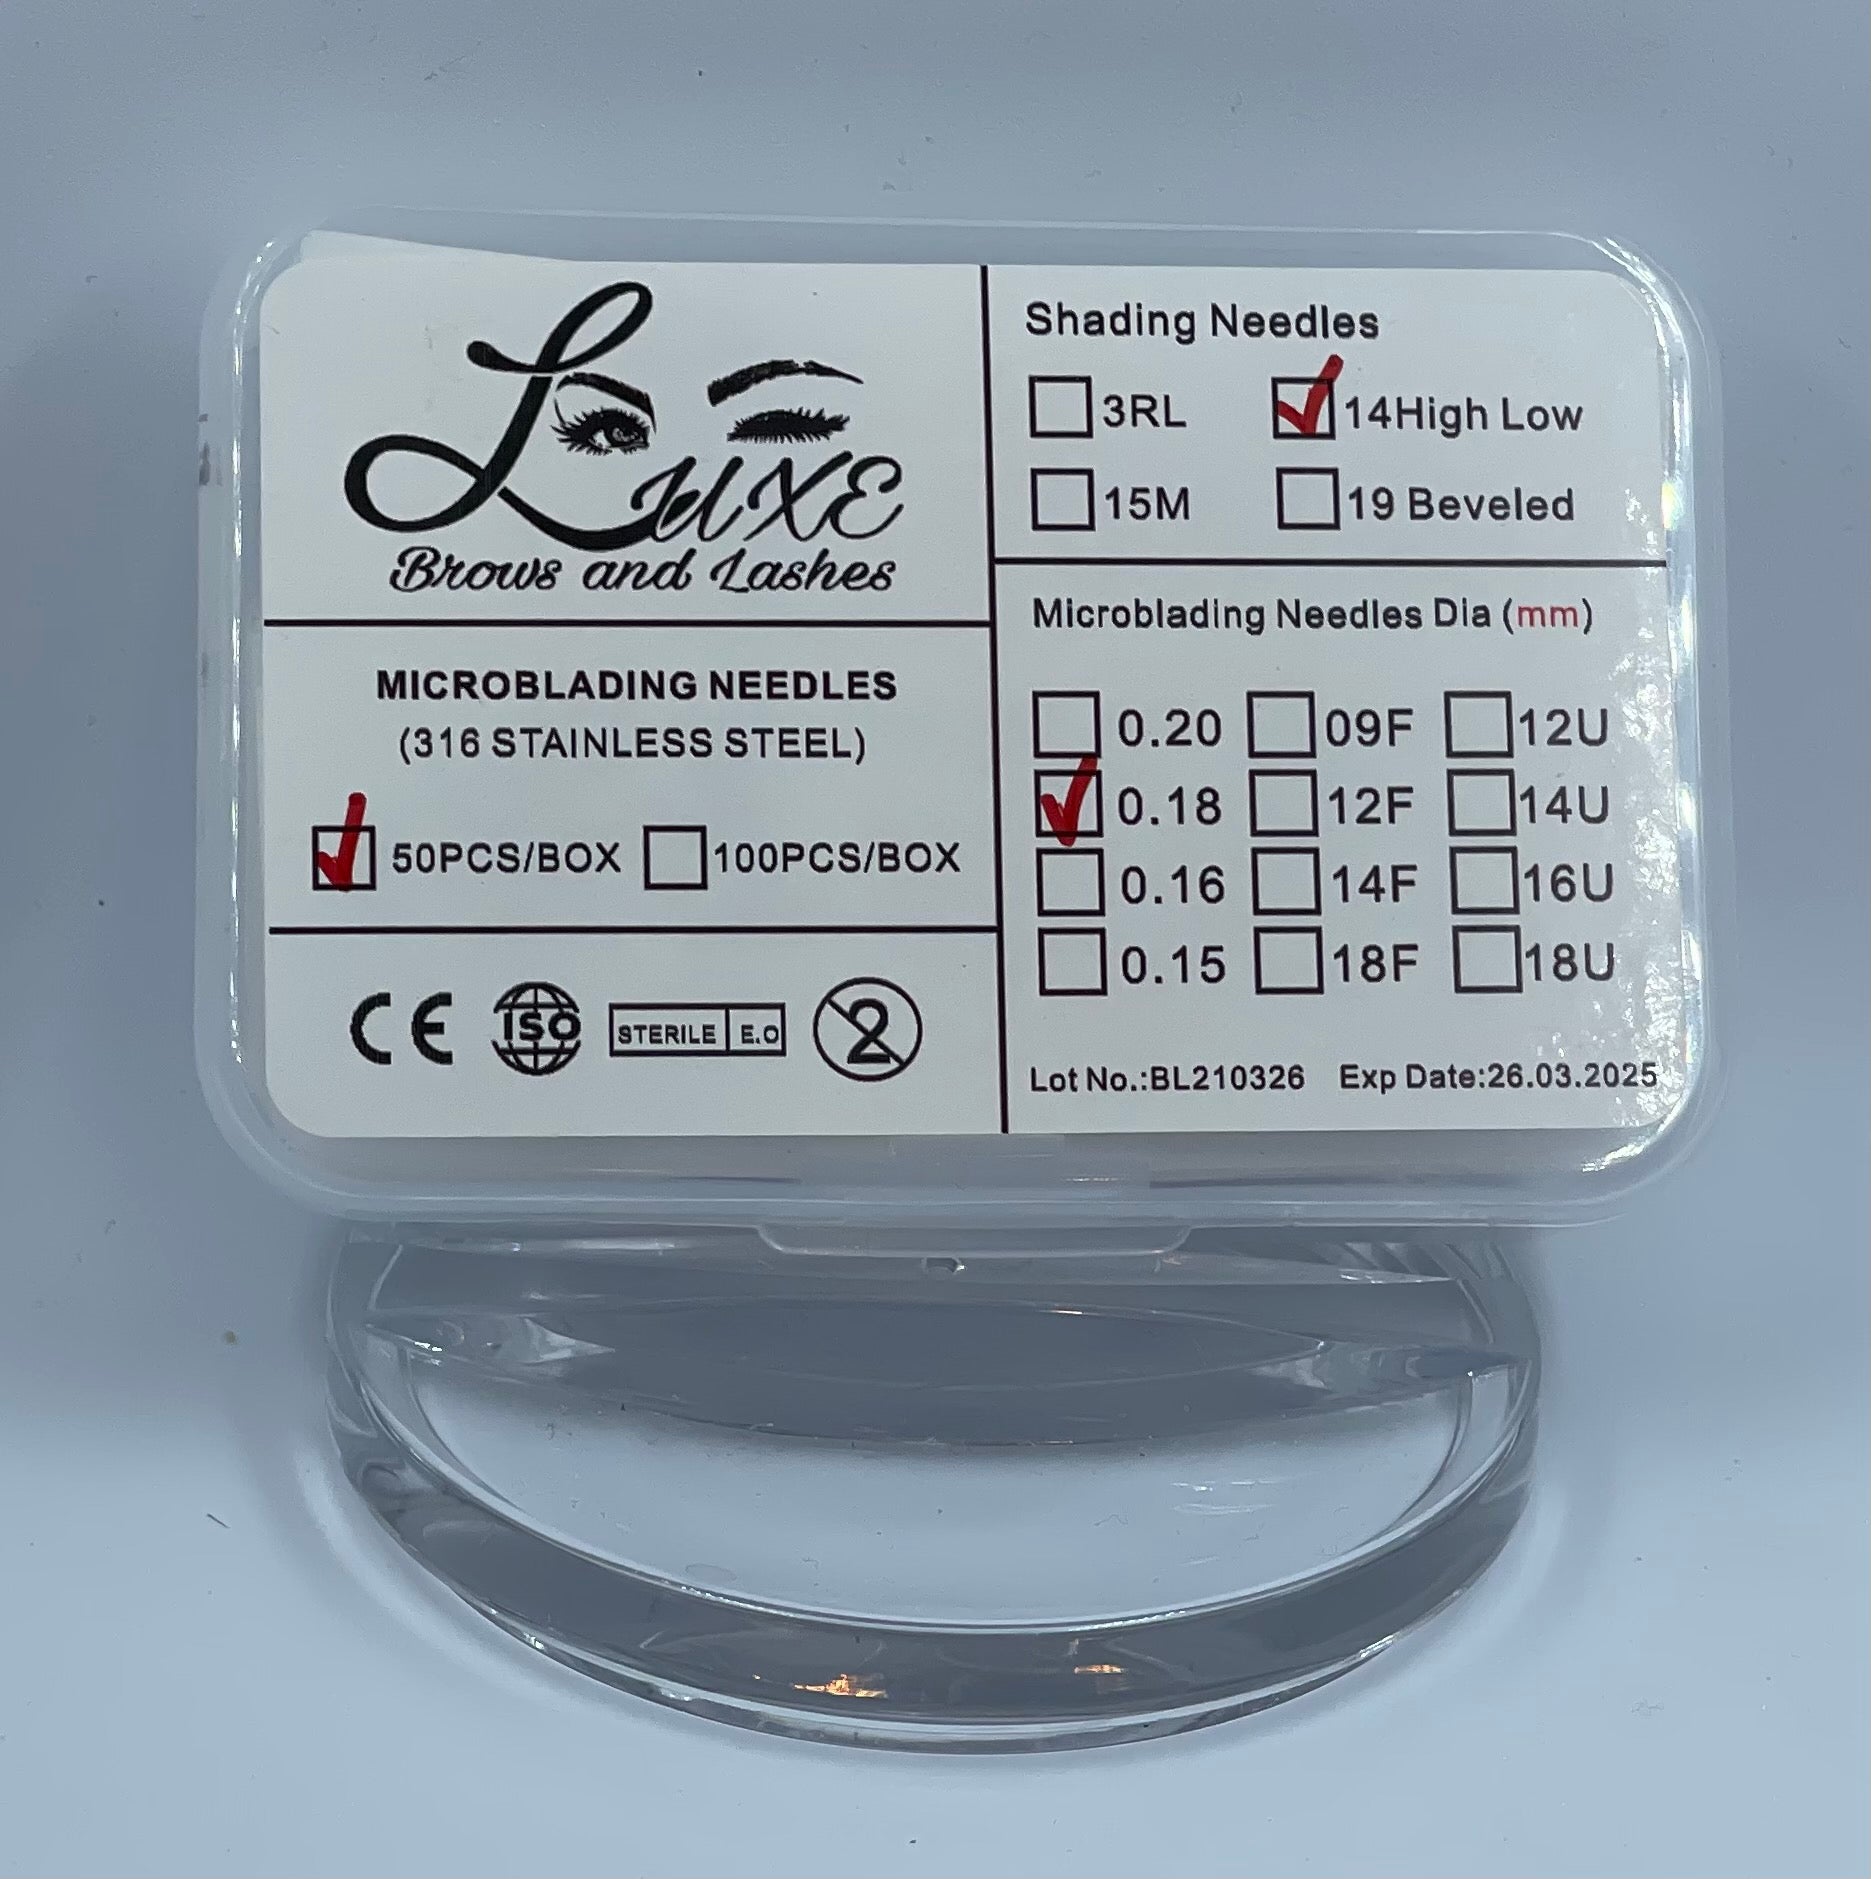 LUXE
Brows and Lashes
MICROBLADING NEEDLES
(316 STAINLESS STEEL)
50PCS/BOX 100PCS/BOX
CE ISO STERILE E.O 2
Shading Needles
3RL 14High Low
15M 19 Beveled
Microblading Needles Dia (mm)
0.20 09F 12U
0.18 12F 14U
0.16 14F 16U
0.15 18F 18U
Lot No.:BL210326 Exp Date:26.03.2025